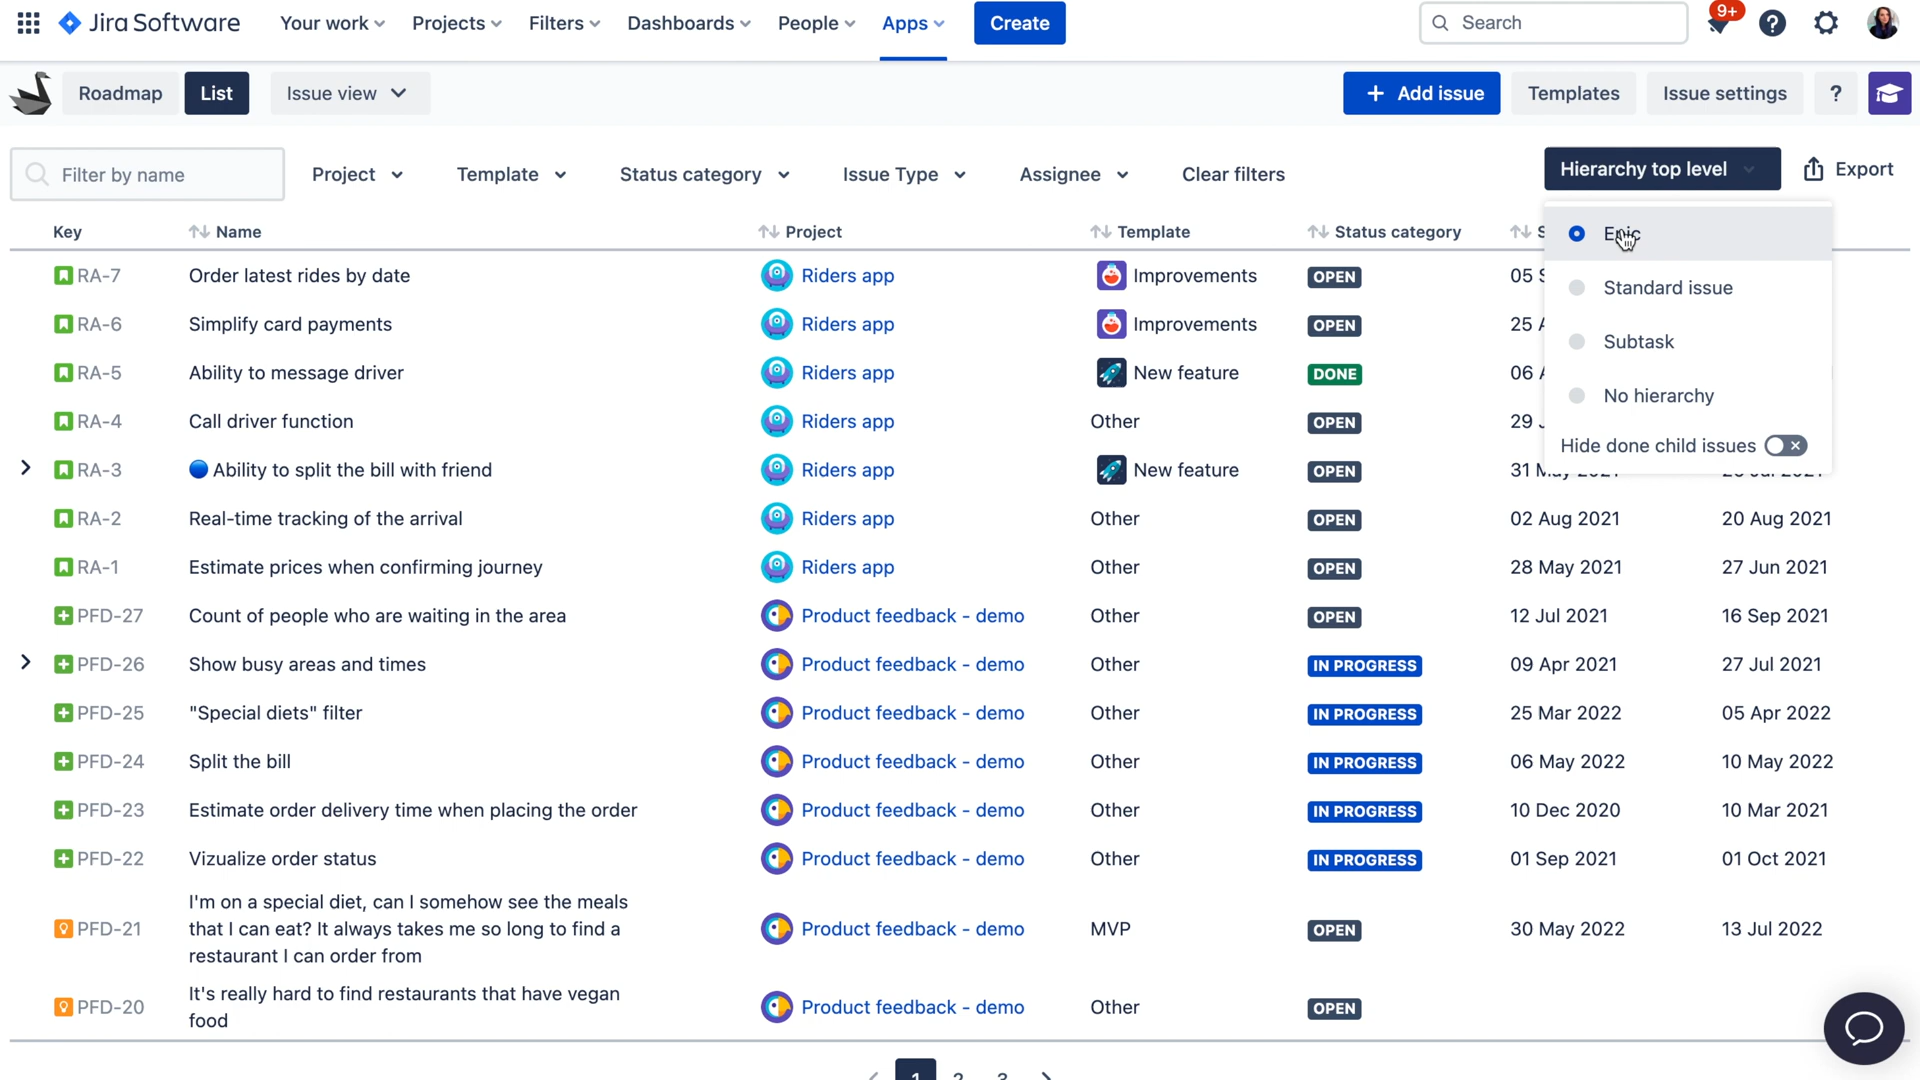 Jira Software Your work Projects Filters Dashboards People Apps Create Search 9+
Roadmap List Issue view + Add issue Templates Issue settings ?
Filter by name Project Template Status category Issue Type Assignee Clear filters Hierarchy top level Export
Key Name Project Template Status category
Epic
Standard issue
Subtask
No hierarchy
Hide done child issues
RA-7 Order latest rides by date Riders app Improvements OPEN 05
RA-6 Simplify card payments Riders app Improvements OPEN 25
RA-5 Ability to message driver Riders app New feature DONE 06
RA-4 Call driver function Riders app Other OPEN 29
RA-3 Ability to split the bill with friend Riders app New feature OPEN 31
RA-2 Real-time tracking of the arrival Riders app Other OPEN 02 Aug 2021 20 Aug 2021
RA-1 Estimate prices when confirming journey Riders app Other OPEN 28 May 2021 27 Jun 2021
PFD-27 Count of people who are waiting in the area Product feedback - demo Other OPEN 12 Jul 2021 16 Sep 2021
PFD-26 Show busy areas and times Product feedback - demo Other IN PROGRESS 09 Apr 2021 27 Jul 2021
PFD-25 "Special diets" filter Product feedback - demo Other IN PROGRESS 25 Mar 2022 05 Apr 2022
PFD-24 Split the bill Product feedback - demo Other IN PROGRESS 06 May 2022 10 May 2022
PFD-23 Estimate order delivery time when placing the order Product feedback - demo Other IN PROGRESS 10 Dec 2020 10 Mar 2021
PFD-22 Vizualize order status Product feedback - demo Other IN PROGRESS 01 Sep 2021 01 Oct 2021
I'm on a special diet, can I somehow see the meals
PFD-21 that I can eat? It always takes me so long to find a Product feedback - demo MVP OPEN 30 May 2022 13 Jul 2022
restaurant I can order from
It's really hard to find restaurants that have vegan
PFD-20 food Product feedback - demo Other OPEN
1 2 3